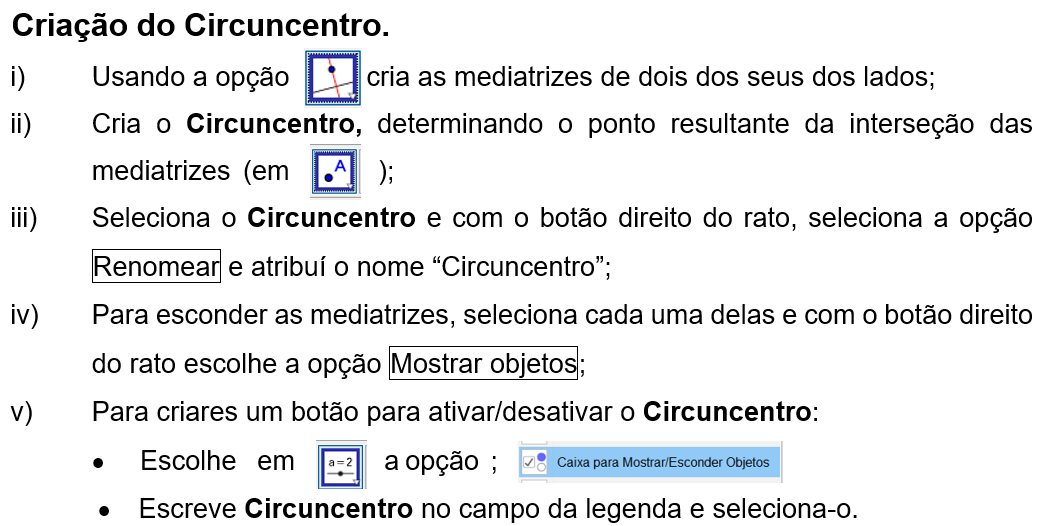 Criação do Circuncentro.
i) Usando a opção cria as mediatrizes de dois dos seus dos lados;
ii) Cria o Circuncentro, determinando o ponto resultante da interseção das
mediatrizes (em A );
iii) Seleciona o Circuncentro e com o botão direito do rato, seleciona a opção
Renomear e atribuí o nome “Circuncentro”;
iv) Para esconder as mediatrizes, seleciona cada uma delas e com o botão direito
do rato escolhe a opção Mostrar objetos;
v) Para criares um botão para ativar/desativar o Circuncentro:
• Escolhe em a=2 a opção ; Caixa para Mostrar/Esconder Objetos
• Escreve Circuncentro no campo da legenda e seleciona-o.